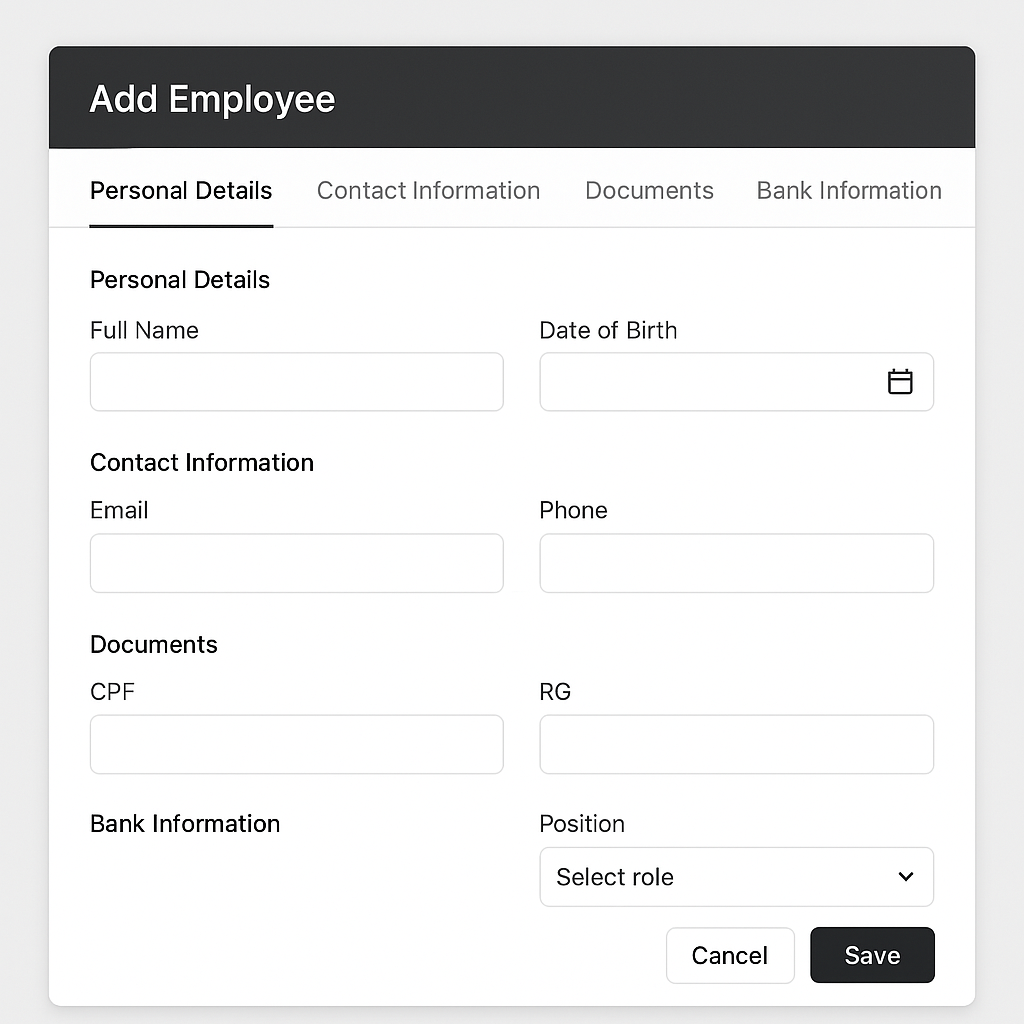 Add Employee
Personal Details Contact Information Documents Bank Information
Personal Details
Full Name Date of Birth
Contact Information
Email Phone
Documents
CPF RG
Bank Information Position
Select role
Cancel Save